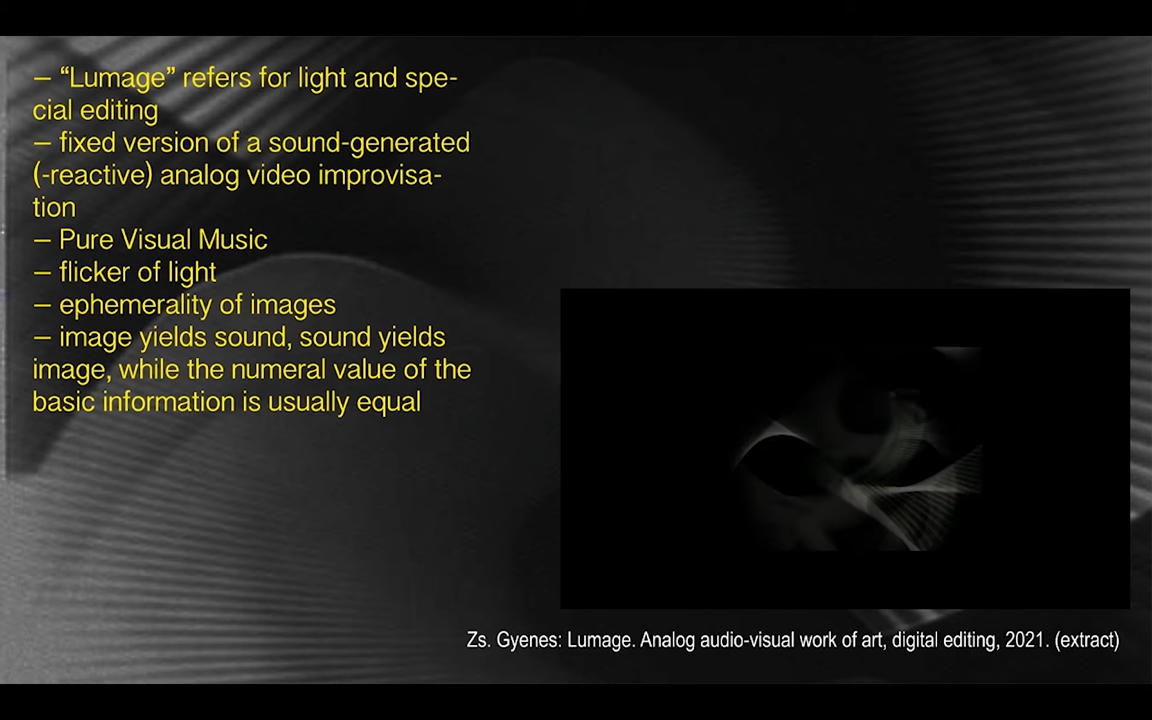 – “Lumage” refers for light and spe-
cial editing
– fixed version of a sound-generated
(-reactive) analog video improvisa-
tion
– Pure Visual Music
– flicker of light
– ephemerality of images
– image yields sound, sound yields
image, while the numeral value of the
basic information is usually equal
Zs. Gyenes: Lumage. Analog audio-visual work of art, digital editing, 2021. (extract)